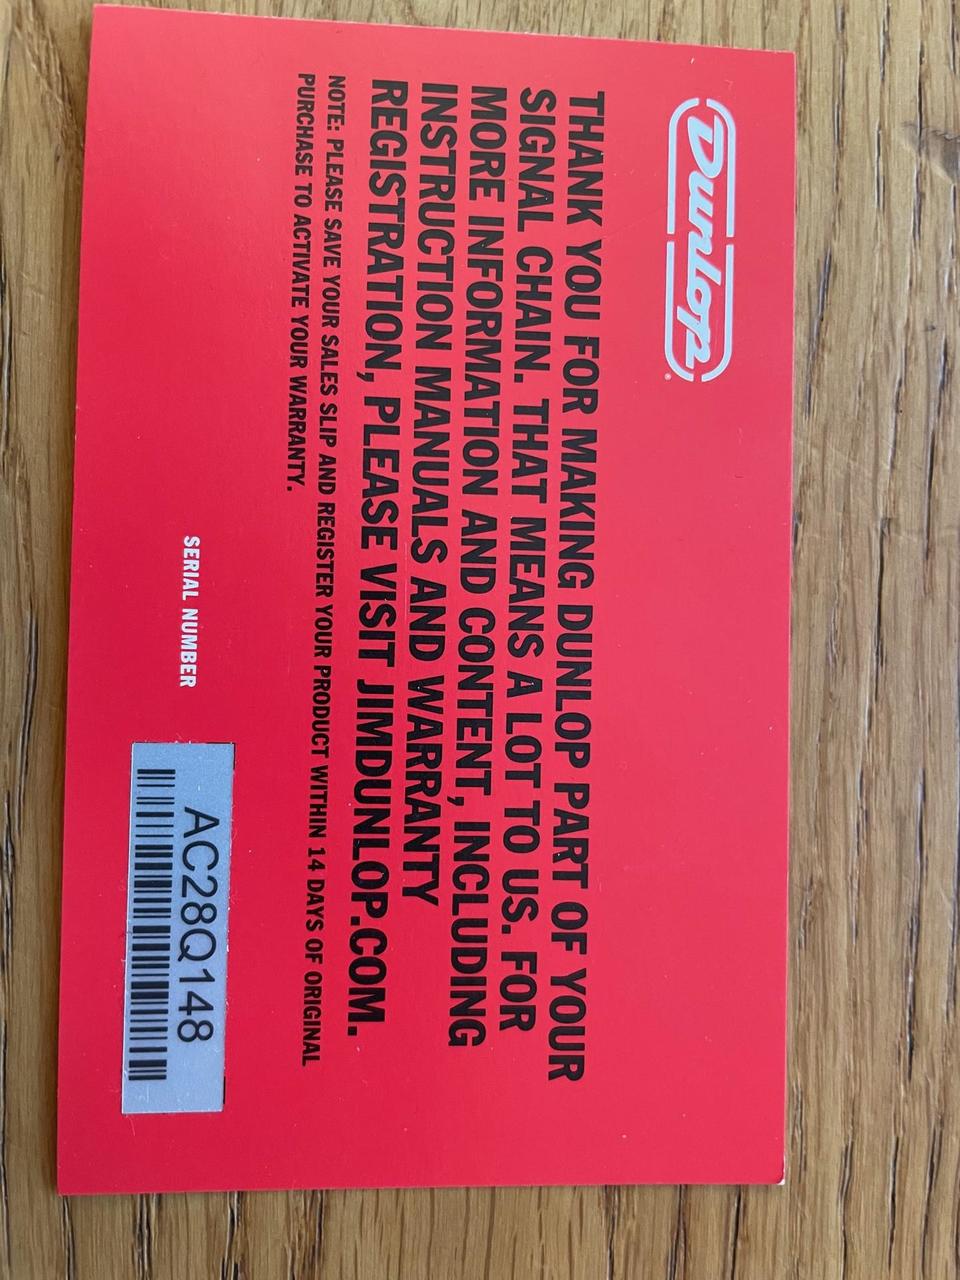 Dunlop®
THANK YOU FOR MAKING DUNLOP PART OF YOUR
SIGNAL CHAIN. THAT MEANS A LOT TO US. FOR
MORE INFORMATION AND CONTENT, INCLUDING
INSTRUCTION MANUALS AND WARRANTY
REGISTRATION, PLEASE VISIT JIMDUNLOP.COM.
NOTE: PLEASE SAVE YOUR SALES SLIP AND REGISTER YOUR PRODUCT WITHIN 14 DAYS OF ORIGINAL
PURCHASE TO ACTIVATE YOUR WARRANTY.
SERIAL NUMBER
AC28Q148